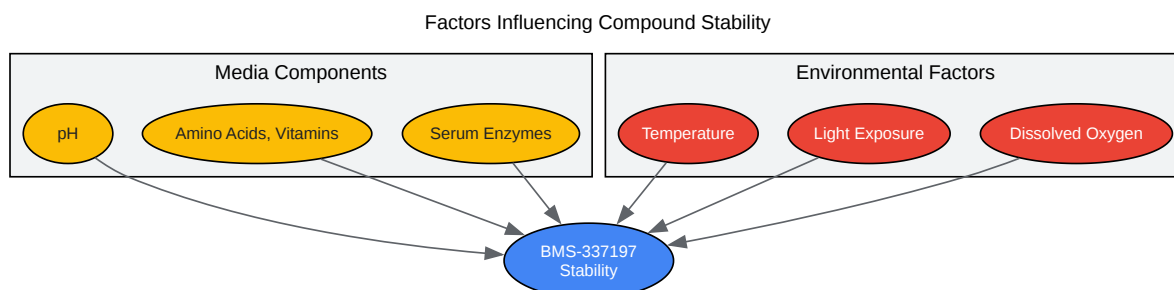 Factors Influencing Compound Stability
Media Components
Environmental Factors
pH
Amino Acids, Vitamins
Serum Enzymes
Temperature
Light Exposure
Dissolved Oxygen
BMS-337197
Stability